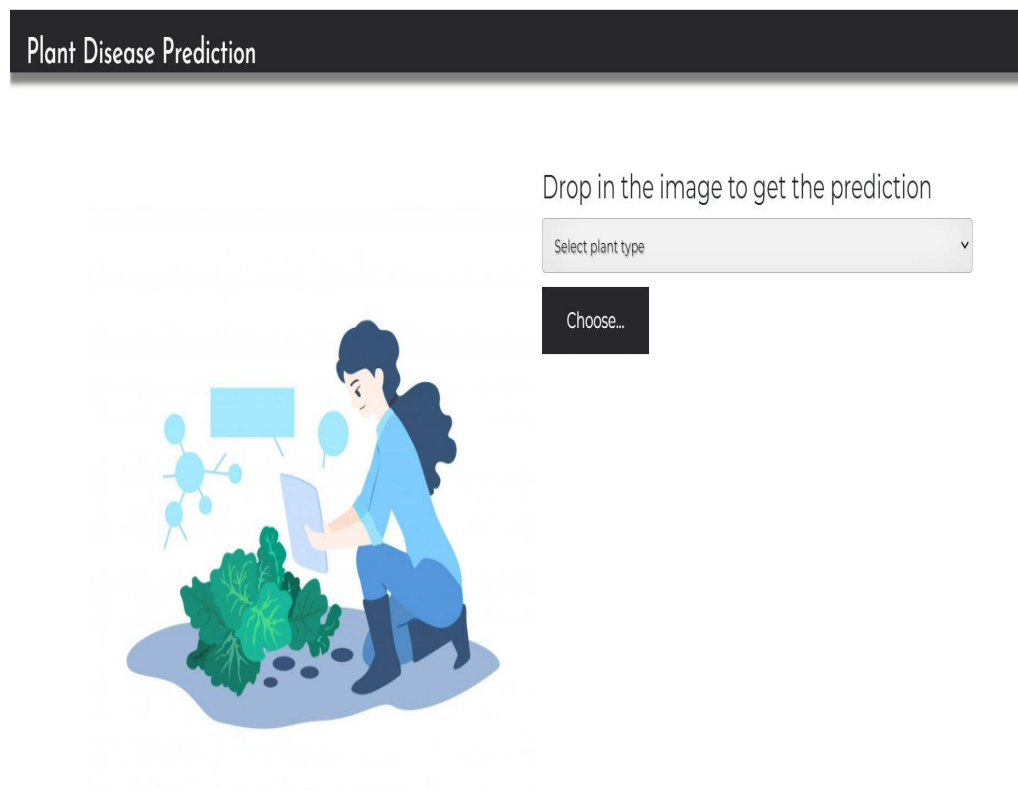 Plant Disease Prediction
Drop in the image to get the prediction
Select plant type
Choose...